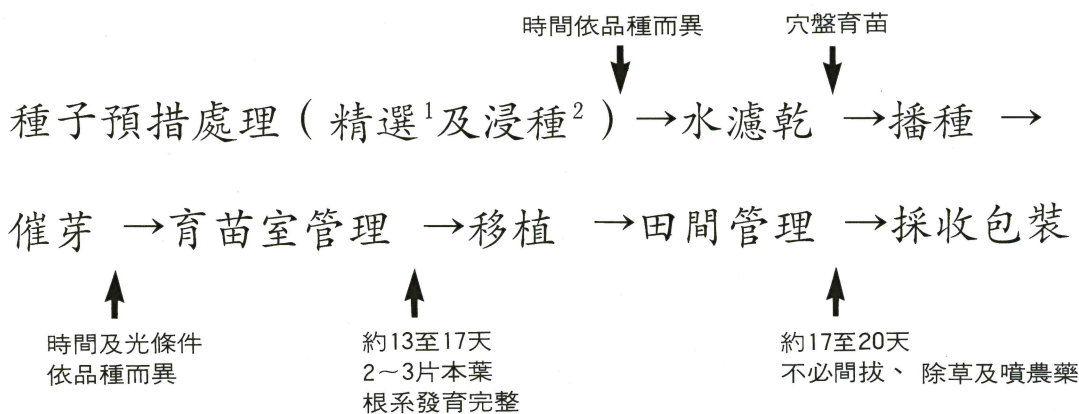 時間依品種而異 穴盤育苗
種子預措處理(精選¹及浸種²)→水濾乾 →播種 →
催芽 →育苗室管理 →移植 →田間管理 →採收包裝
時間及光條件
依品種而異
約13至17天
2～3片本葉
根系發育完整
約17至20天
不必間拔、除草及噴農藥